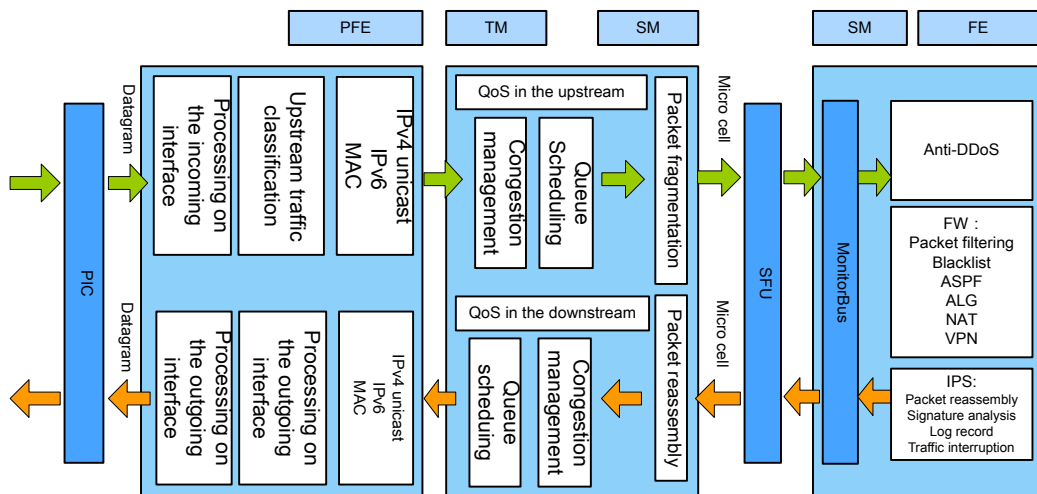 PFE
TM
SM
SM
FE
PIC
Datagram
Processing on
the incoming
interface
Upstream traffic
classification
IPv4 unicast
IPv6
MAC
QoS in the upstream
Congestion
management
Queue
Scheduling
Packet fragmentation
Micro cell
SFU
MonitorBus
Anti-DDoS
FW :
Packet filtering
Blacklist
ASPF
ALG
NAT
VPN
Datagram
Processing on
the outgoing
interface
Processing on
the outgoing
interface
IPv4 unicast
IPv6
MAC
QoS in the downstream
Queue
scheduling
Congestion
management
Packet reassembly
Micro cell
IPS:
Packet reassembly
Signature analysis
Log record
Traffic interruption